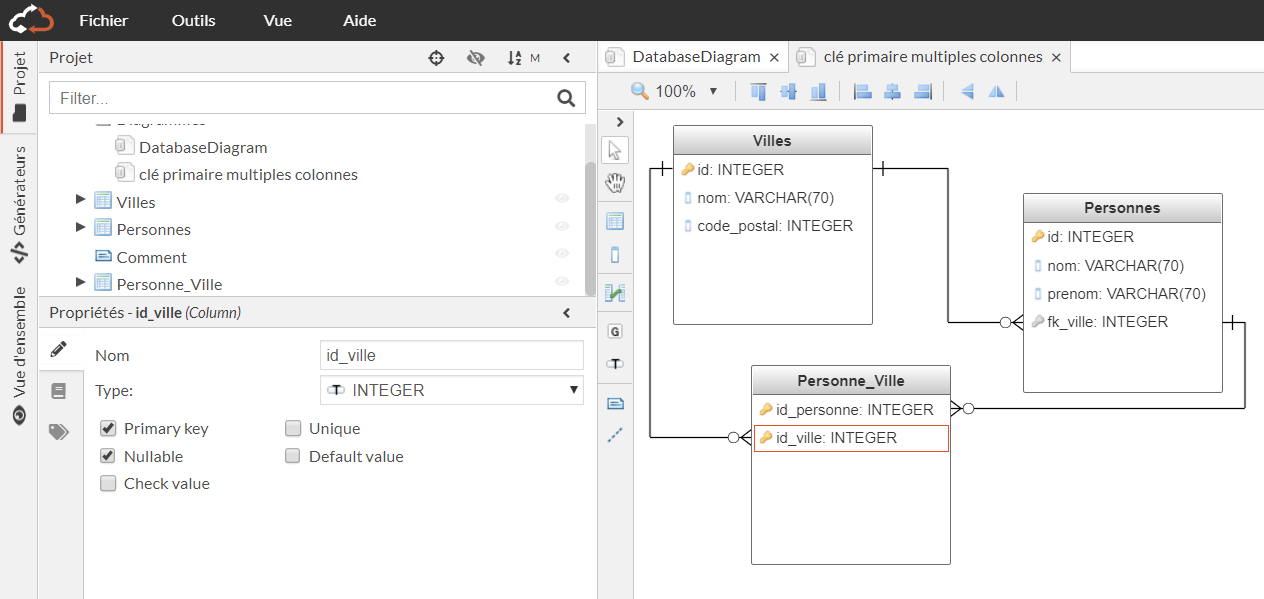 Fichier Outils Vue Aide
Projet
Générateurs
Vue d'ensemble
Projet M
Filter...
DatabaseDiagram
clé primaire multiples colonnes
Villes
Personnes
Comment
Personne_Ville
Propriétés - id_ville (Column)
Nom id_ville
Type: INTEGER
Primary key Unique
Nullable Default value
Check value
DatabaseDiagram clé primaire multiples colonnes
100%
G
Villes
id: INTEGER
nom: VARCHAR(70)
code_postal: INTEGER
Personnes
id: INTEGER
nom: VARCHAR(70)
prenom: VARCHAR(70)
fk_ville: INTEGER
Personne_Ville
id_personne: INTEGER
id_ville: INTEGER